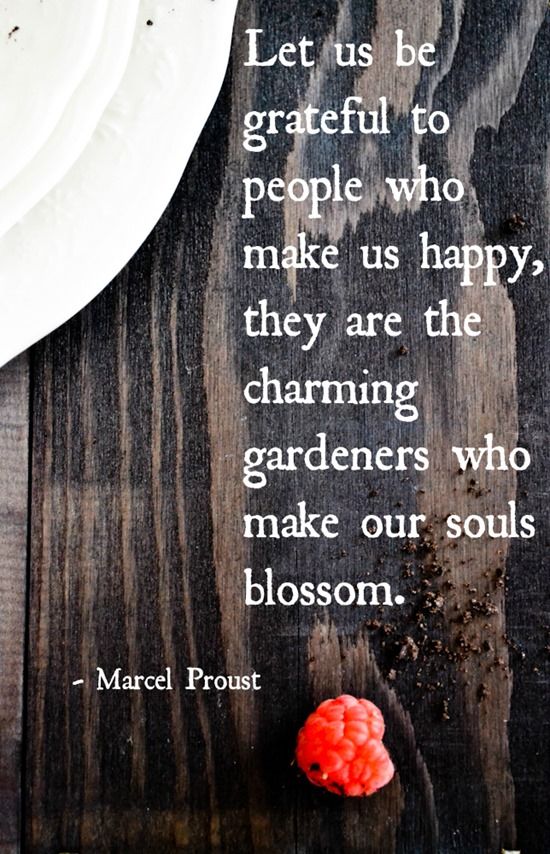 Let us be
grateful to
people who
make us happy,
they are the
charming
gardeners who
make our souls
blossom.
- Marcel Proust